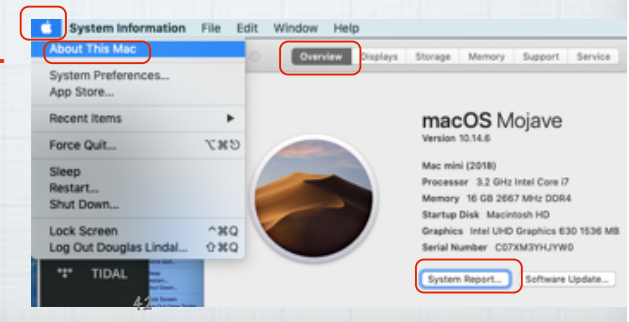 System Information File Edit Window Help
About This Mac
System Preferences...
App Store...
Recent Items
Force Quit...
⌥⌘⎋
Sleep
Restart...
Shut Down...
Lock Screen
^⌘Q
Log Out Douglas Lindal...
⇧⌘Q
TIDAL
42
Overview Displays Storage Memory Support Service
macOS Mojave
Version 10.14.6
Mac mini (2018)
Processor 3.2 GHz Intel Core i7
Memory 16 GB 2667 MHz DDR4
Startup Disk Macintosh HD
Graphics Intel UHD Graphics 630 1536 MB
Serial Number C07XM3YHJYW0
System Report... Software Update...